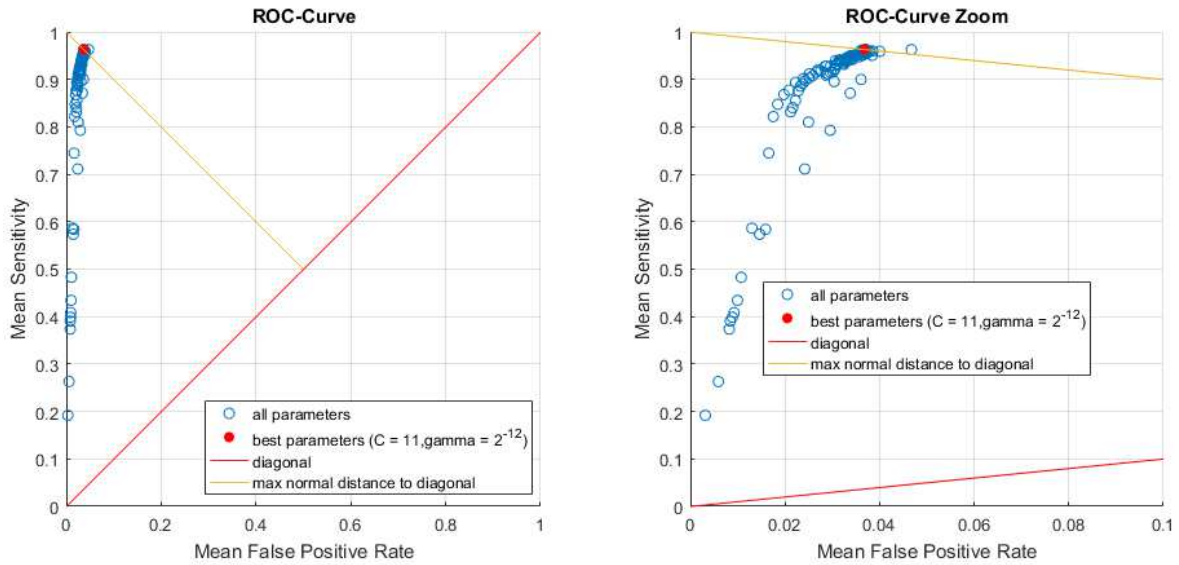 ROC-Curve
1
0.9
0.8
0.7
0.6
0.5
0.4
0.3
0.2
0.1
0
Mean Sensitivity
all parameters
best parameters (C = 11,gamma = 2^-12)
diagonal
max normal distance to diagonal
0 0.2 0.4 0.6 0.8 1
Mean False Positive Rate
ROC-Curve Zoom
1
0.9
0.8
0.7
0.6
0.5
0.4
0.3
0.2
0.1
0
Mean Sensitivity
all parameters
best parameters (C = 11,gamma = 2^-12)
diagonal
max normal distance to diagonal
0 0.02 0.04 0.06 0.08 0.1
Mean False Positive Rate